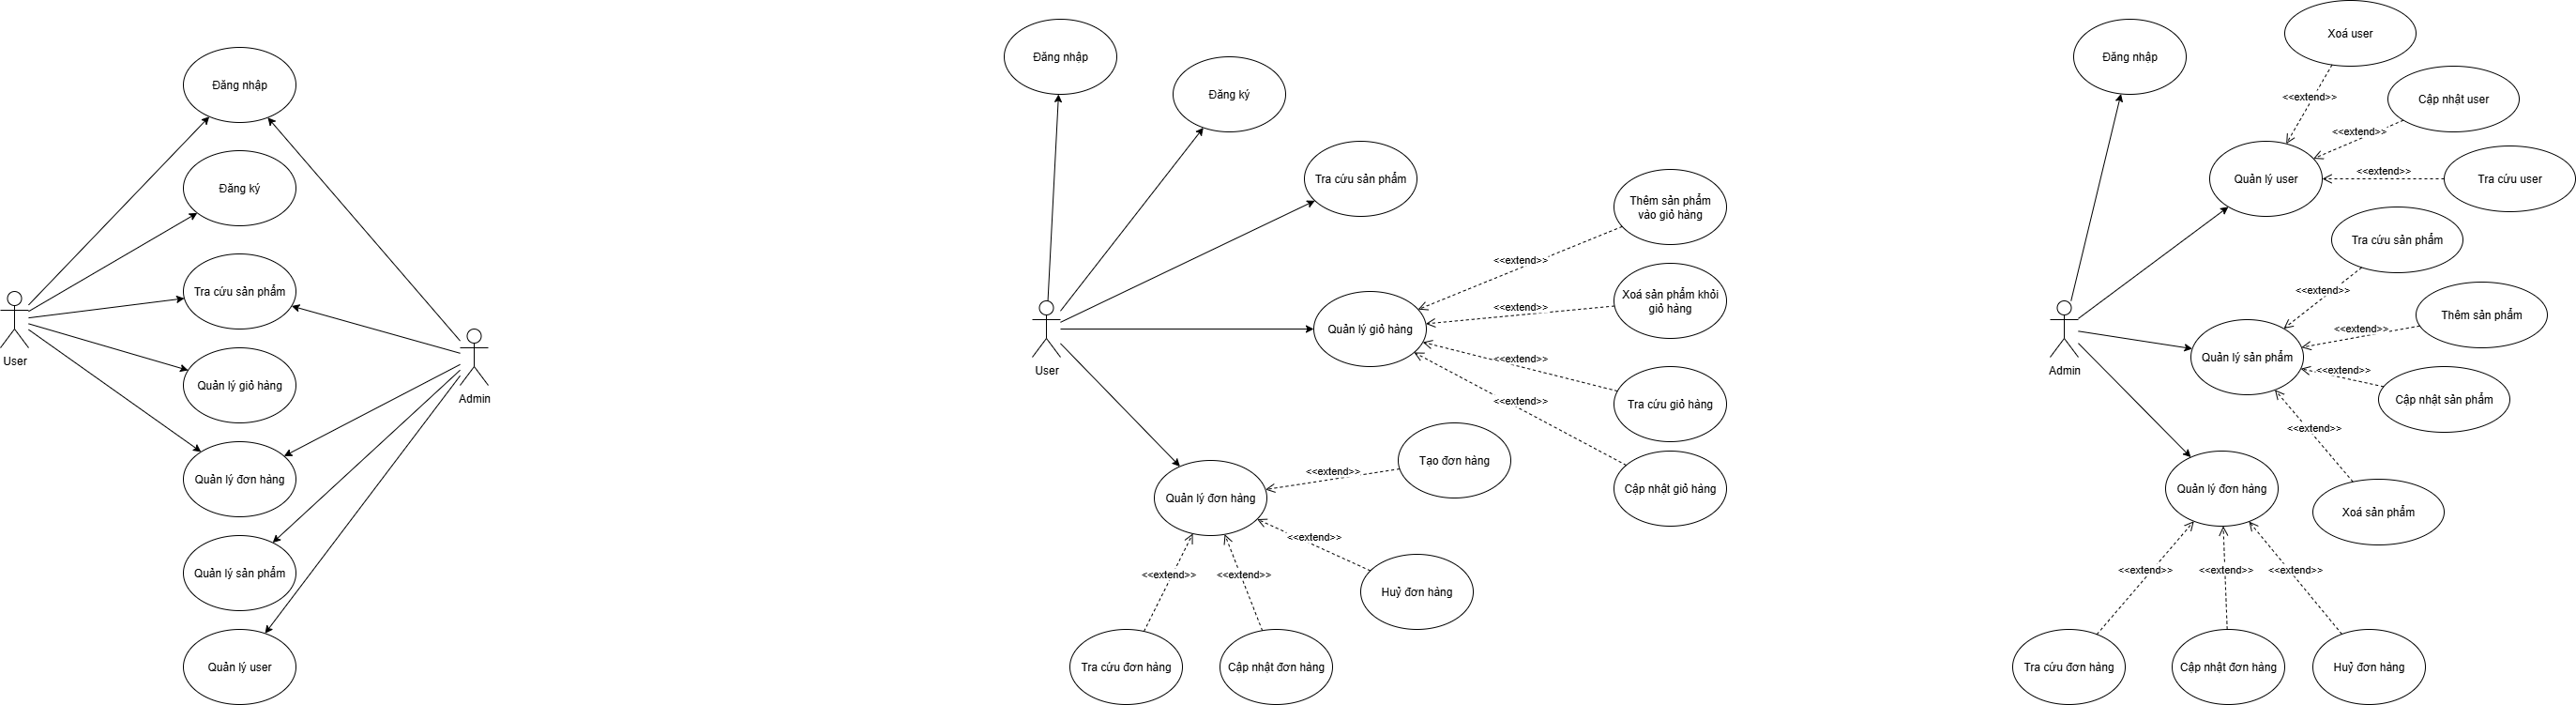 Đăng nhập
Đăng ký
Tra cứu sản phẩm
Quản lý giỏ hàng
Quản lý đơn hàng
Quản lý sản phẩm
Quản lý user
User
Admin
Đăng nhập
Đăng ký
Tra cứu sản phẩm
Thêm sản phẩm
vào giỏ hàng
<<extend>>
Xoá sản phẩm khỏi
giỏ hàng
<<extend>>
Quản lý giỏ hàng
<<extend>>
Tra cứu giỏ hàng
<<extend>>
Cập nhật giỏ hàng
User
Tạo đơn hàng
<<extend>>
Quản lý đơn hàng
<<extend>>
Huỷ đơn hàng
<<extend>>
<<extend>>
Tra cứu đơn hàng
Cập nhật đơn hàng
Xoá user
Đăng nhập
<<extend>>
Cập nhật user
<<extend>>
<<extend>>
Quản lý user
Tra cứu user
Tra cứu sản phẩm
<<extend>>
Thêm sản phẩm
<<extend>>
Quản lý sản phẩm
<<extend>>
Cập nhật sản phẩm
Admin
<<extend>>
Xoá sản phẩm
Quản lý đơn hàng
<<extend>>
<<extend>>
<<extend>>
Tra cứu đơn hàng
Cập nhật đơn hàng
Huỷ đơn hàng